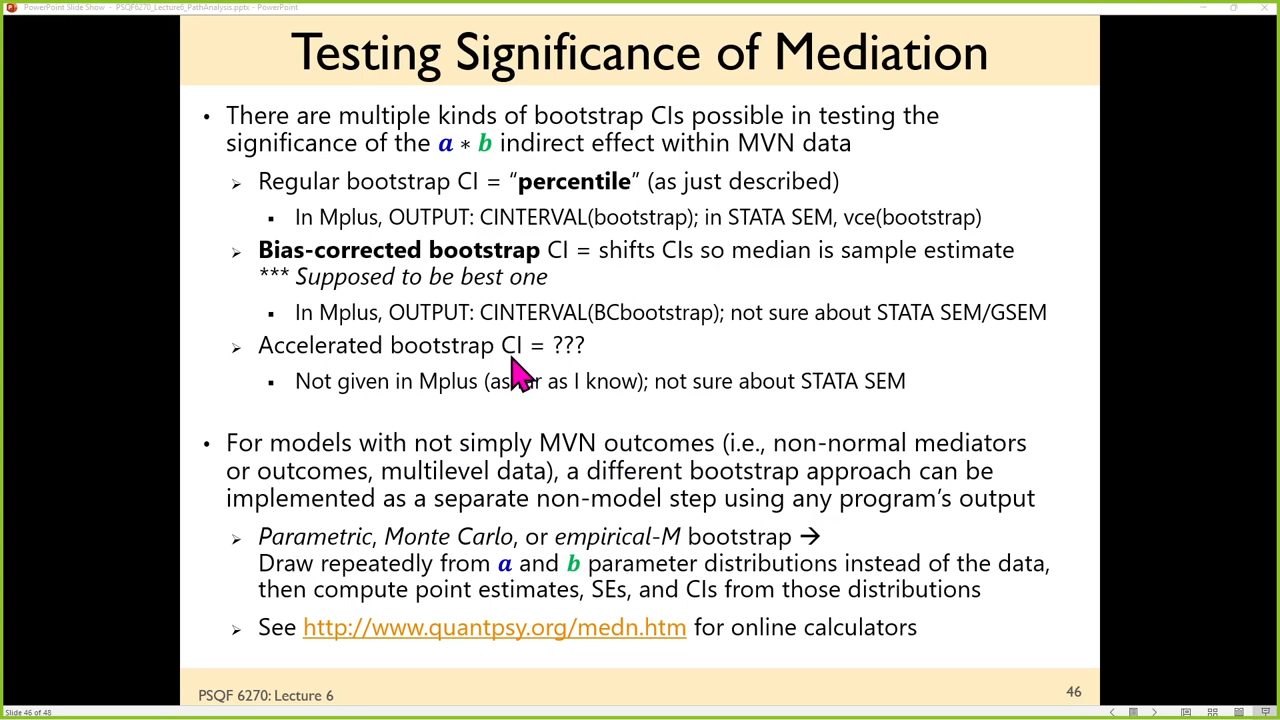 PowerPoint Slide Show - PSQF6270_Lecture6_PathAnalysis.pptx - PowerPoint
Testing Significance of Mediation
• There are multiple kinds of bootstrap CIs possible in testing the
significance of the a ∗ b indirect effect within MVN data
➢ Regular bootstrap CI = “percentile” (as just described)
▪ In Mplus, OUTPUT: CINTERVAL(bootstrap); in STATA SEM, vce(bootstrap)
➢ Bias-corrected bootstrap CI = shifts CIs so median is sample estimate
*** Supposed to be best one
▪ In Mplus, OUTPUT: CINTERVAL(BCbootstrap); not sure about STATA SEM/GSEM
➢ Accelerated bootstrap CI = ???
▪ Not given in Mplus (as far as I know); not sure about STATA SEM
• For models with not simply MVN outcomes (i.e., non-normal mediators
or outcomes, multilevel data), a different bootstrap approach can be
implemented as a separate non-model step using any program’s output
➢ Parametric, Monte Carlo, or empirical-M bootstrap →
Draw repeatedly from a and b parameter distributions instead of the data,
then compute point estimates, SEs, and CIs from those distributions
➢ See http://www.quantpsy.org/medn.htm for online calculators
PSQF 6270: Lecture 6
46
Slide 46 of 48